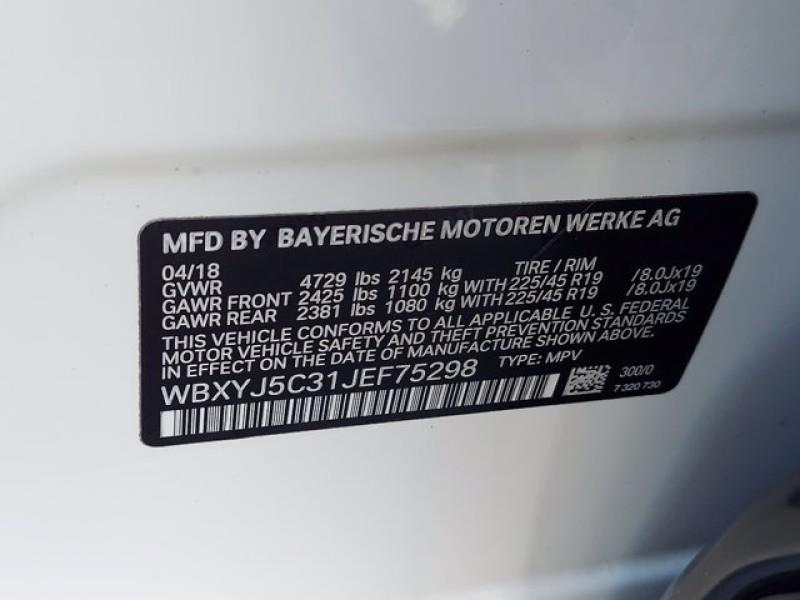 MFD BY BAYERISCHE MOTOREN WERKE AG
04/18 TIRE / RIM
GVWR 4729 lbs 2145 kg
GAWR FRONT 2425 lbs 1100 kg WITH 225/45 R19 /8.0Jx19
GAWR REAR 2381 lbs 1080 kg WITH 225/45 R19 /8.0Jx19
THIS VEHICLE CONFORMS TO ALL APPLICABLE U. S. FEDERAL
MOTOR VEHICLE SAFETY AND THEFT PREVENTION STANDARDS
IN EFFECT ON THE DATE OF MANUFACTURE SHOWN ABOVE.
WBXYJ5C31JEF75298 TYPE: MPV
300/0
7 320 730